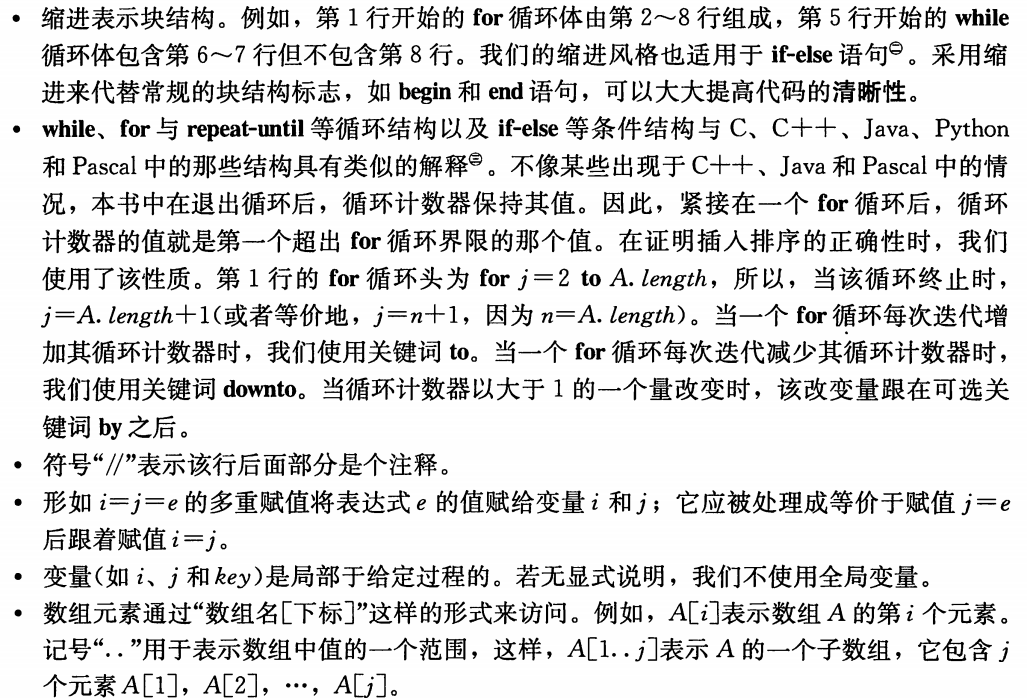 • 缩进表示块结构。例如，第 1 行开始的 for 循环体由第 2～8 行组成，第 5 行开始的 while
循环体包含第 6～7 行但不包含第 8 行。我们的缩进风格也适用于 if-else 语句㊀。采用缩
进来代替常规的块结构标志，如 begin 和 end 语句，可以大大提高代码的清晰性。
• while、for 与 repeat-until 等循环结构以及 if-else 等条件结构与 C、C++、Java、Python
和 Pascal 中的那些结构具有类似的解释㊁。不像某些出现于 C++、Java 和 Pascal 中的情
况，本书中在退出循环后，循环计数器保持其值。因此，紧接在一个 for 循环后，循环
计数器的值就是第一个超出 for 循环界限的那个值。在证明插入排序的正确性时，我们
使用了该性质。第 1 行的 for 循环头为 for j=2 to A.length，所以，当该循环终止时，
j=A.length+1(或者等价地，j=n+1，因为 n=A.length)。当一个 for 循环每次迭代增
加其循环计数器时，我们使用关键词 to。当一个 for 循环每次迭代减少其循环计数器时，
我们使用关键词 downto。当循环计数器以大于 1 的一个量改变时，该改变量跟在可选关
键词 by 之后。
• 符号“//”表示该行后面部分是个注释。
• 形如 i=j=e 的多重赋值将表达式 e 的值赋给变量 i 和 j；它应被处理成等价于赋值 j=e
后跟着赋值 i=j。
• 变量(如 i、j 和 key)是局部于给定过程的。若无显式说明，我们不使用全局变量。
• 数组元素通过“数组名[下标]”这样的形式来访问。例如，A[i]表示数组 A 的第 i 个元素。
记号“..”用于表示数组中值的一个范围，这样，A[1..j]表示 A 的一个子数组，它包含 j
个元素 A[1]，A[2]，…，A[j]。